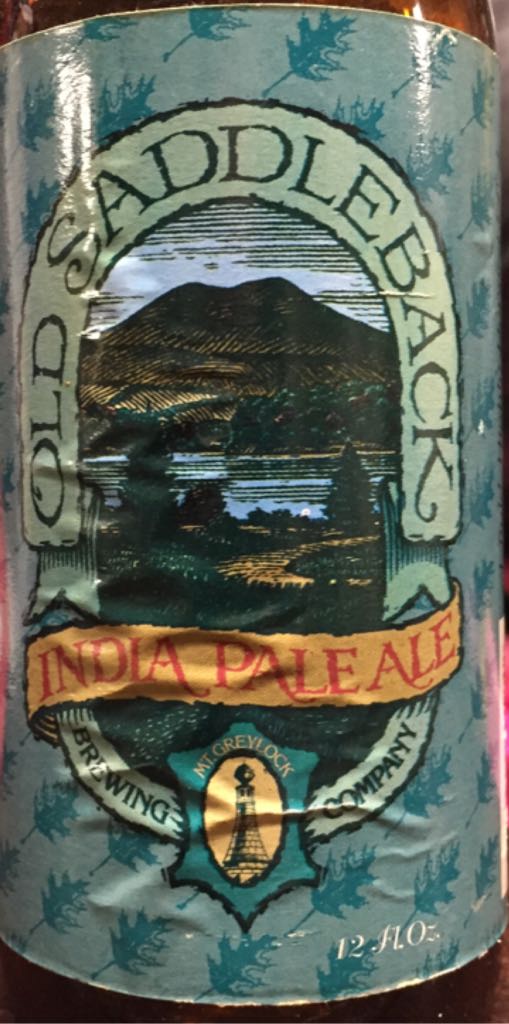 OLD SADDLEBACK
INDIA PALE ALE
BREWING COMPANY
MT. GREYLOCK
12 fl. Oz.